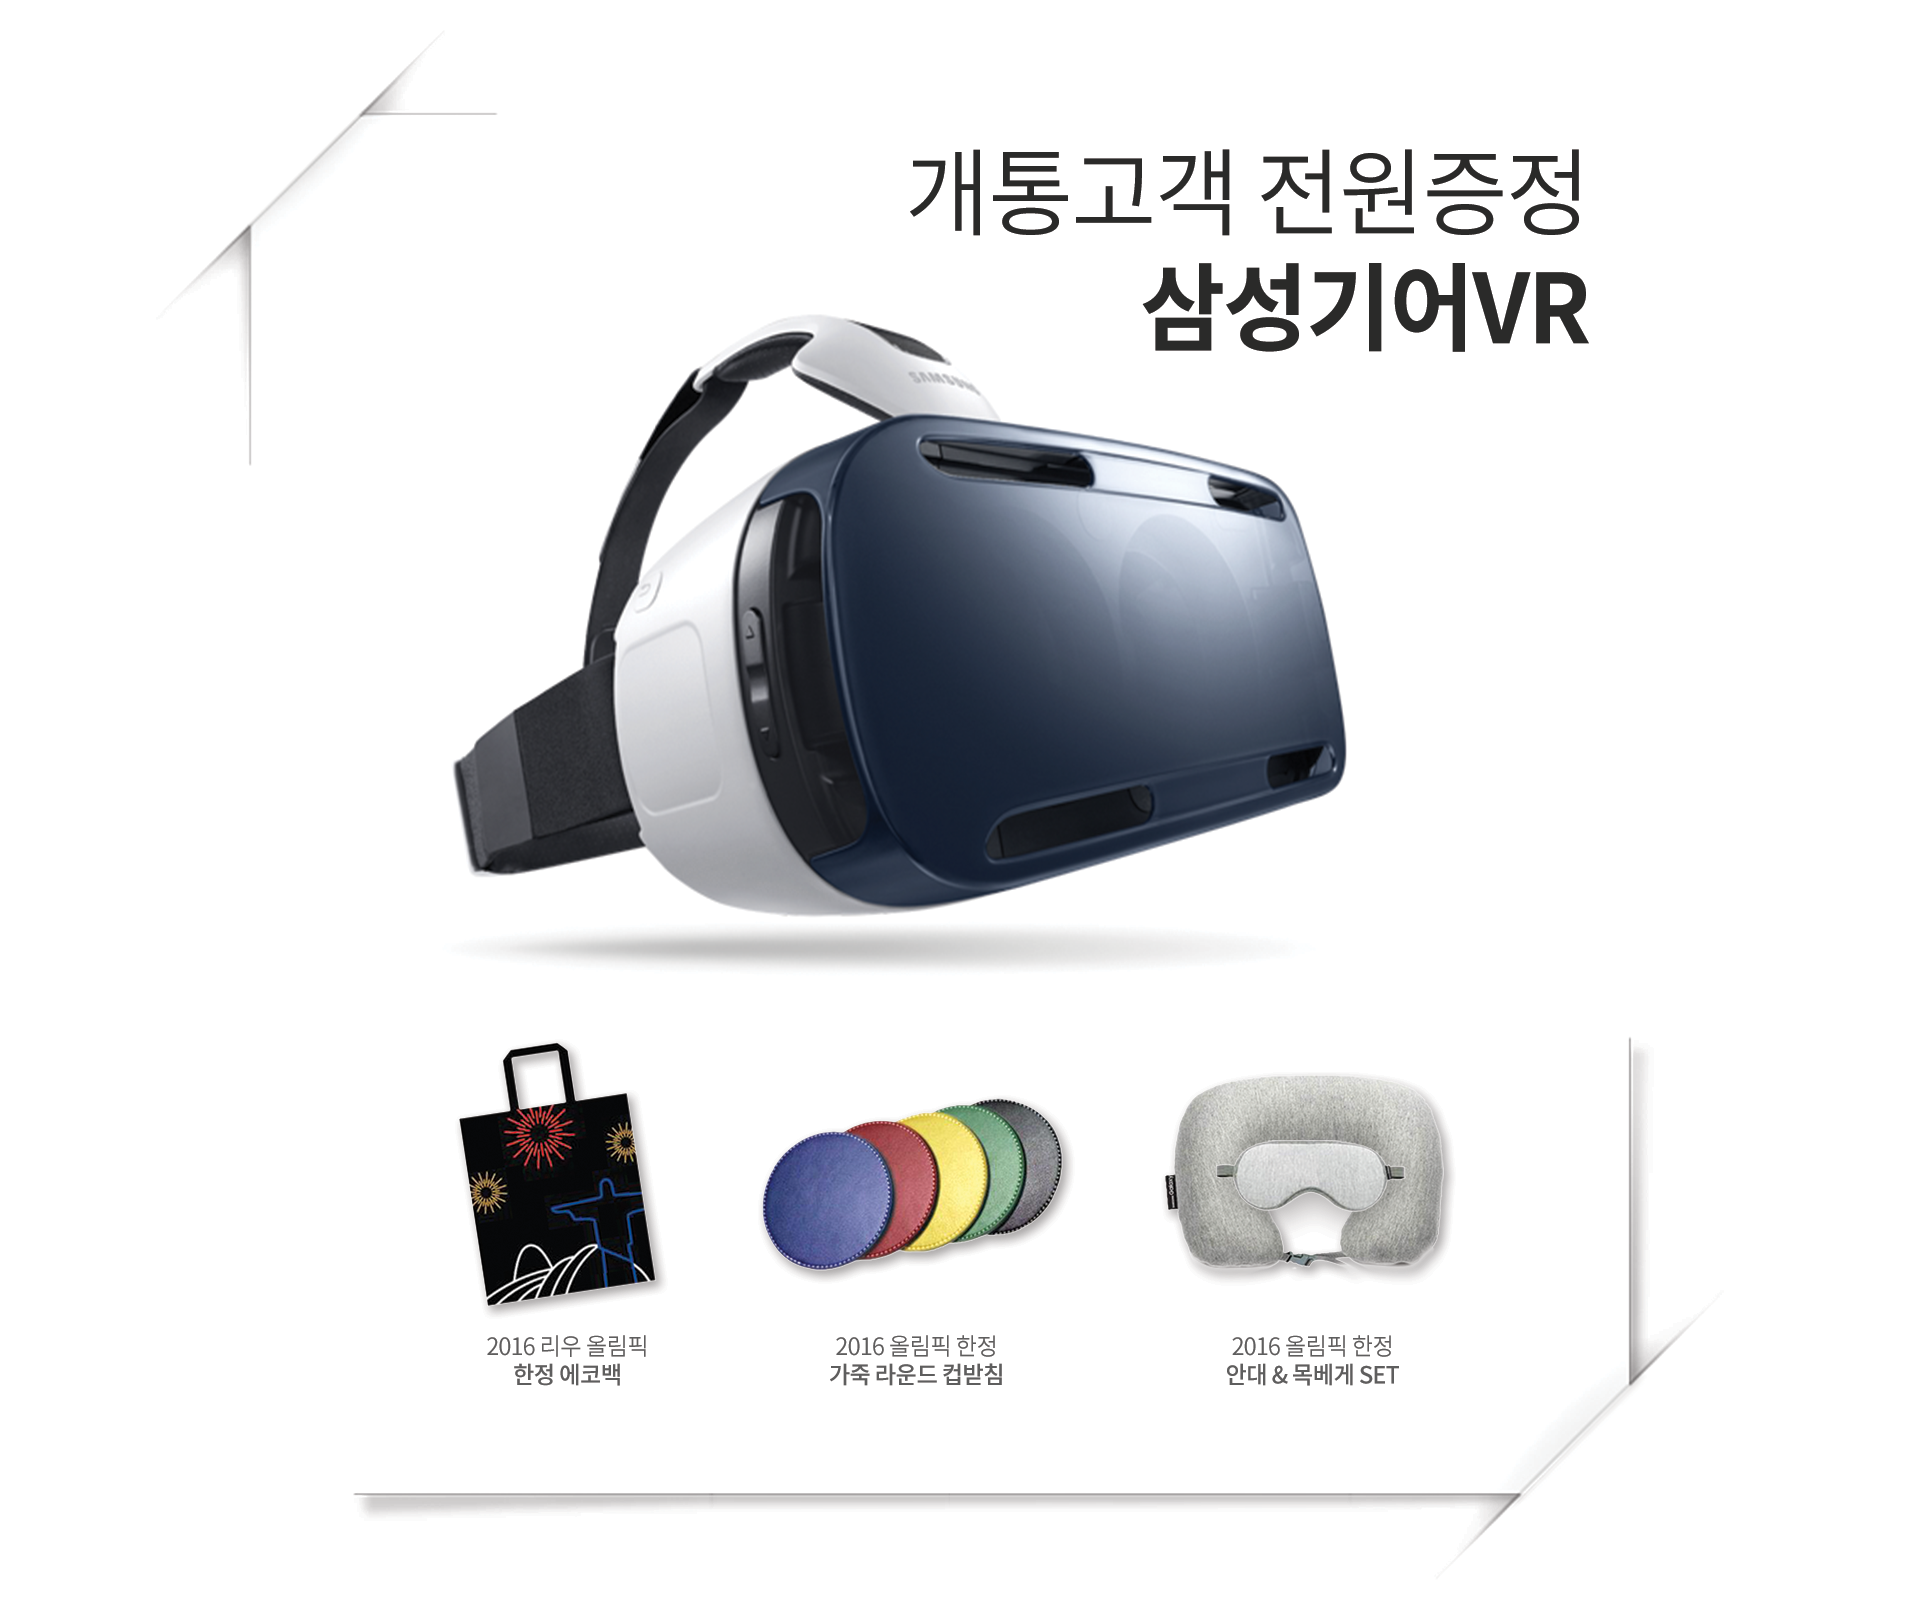 개통고객 전원증정
삼성기어VR
SAMSUNG
2016 리우 올림픽
한정 에코백
2016 올림픽 한정
가죽 라운드 컵받침
2016 올림픽 한정
안대 & 목베게 SET